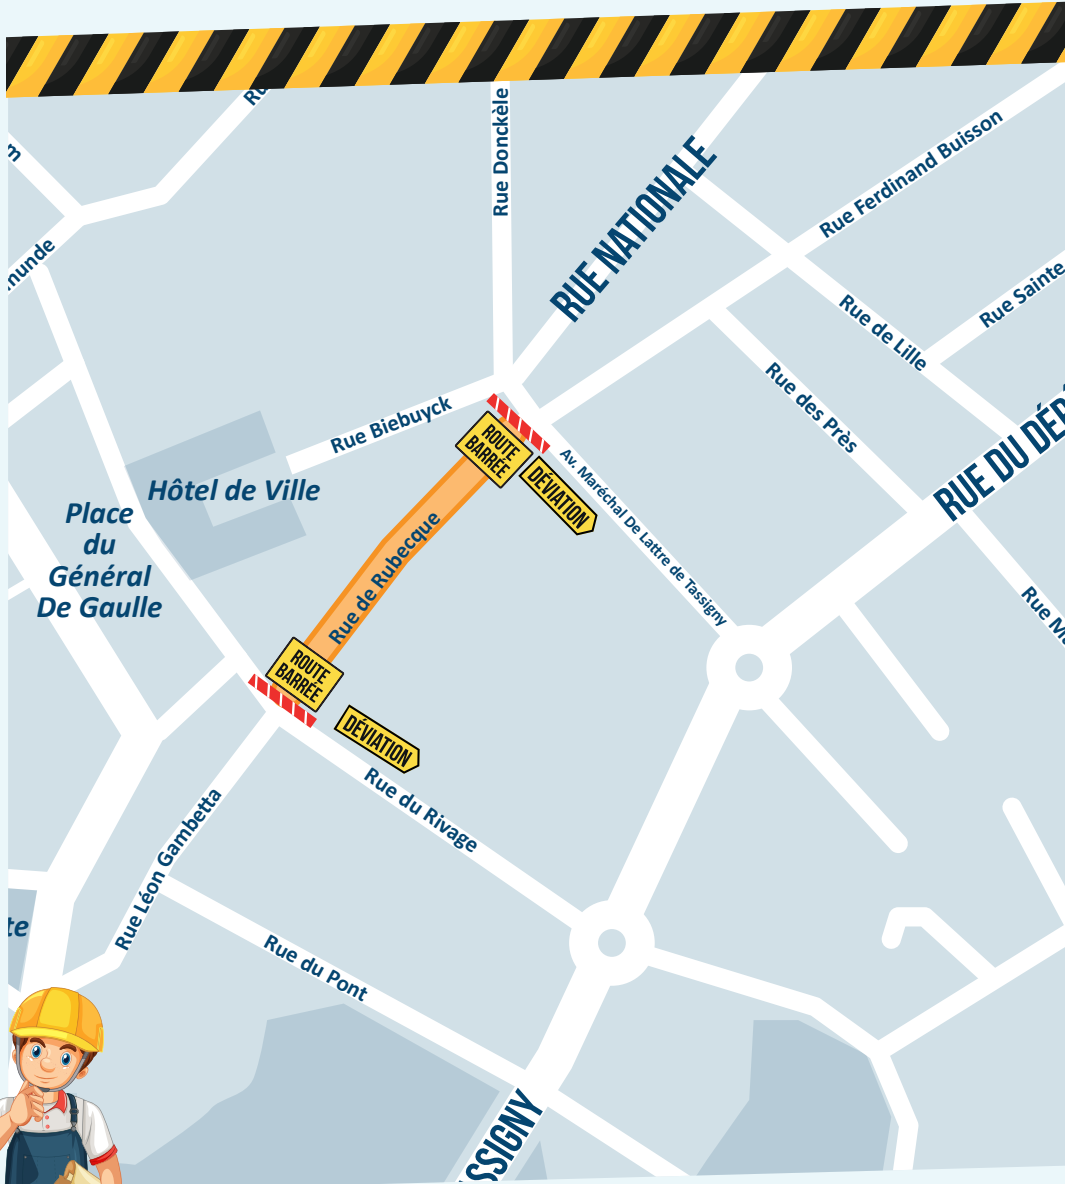 Rue Donckèle
RUE NATIONALE
Rue Ferdinand Buisson
Rue Sainte
Rue de Lille
Rue des Près
RUE DU DÉP
Rue Biebuyck
ROUTE
BARRÉE
DÉVIATION
Av. Maréchal De Lattre de Tassigny
Hôtel de Ville
Place
du
Général
De Gaulle
Rue de Rubecque
ROUTE
BARRÉE
DÉVIATION
Rue du Rivage
Rue Léon Gambetta
Rue du Pont
SSIGNY